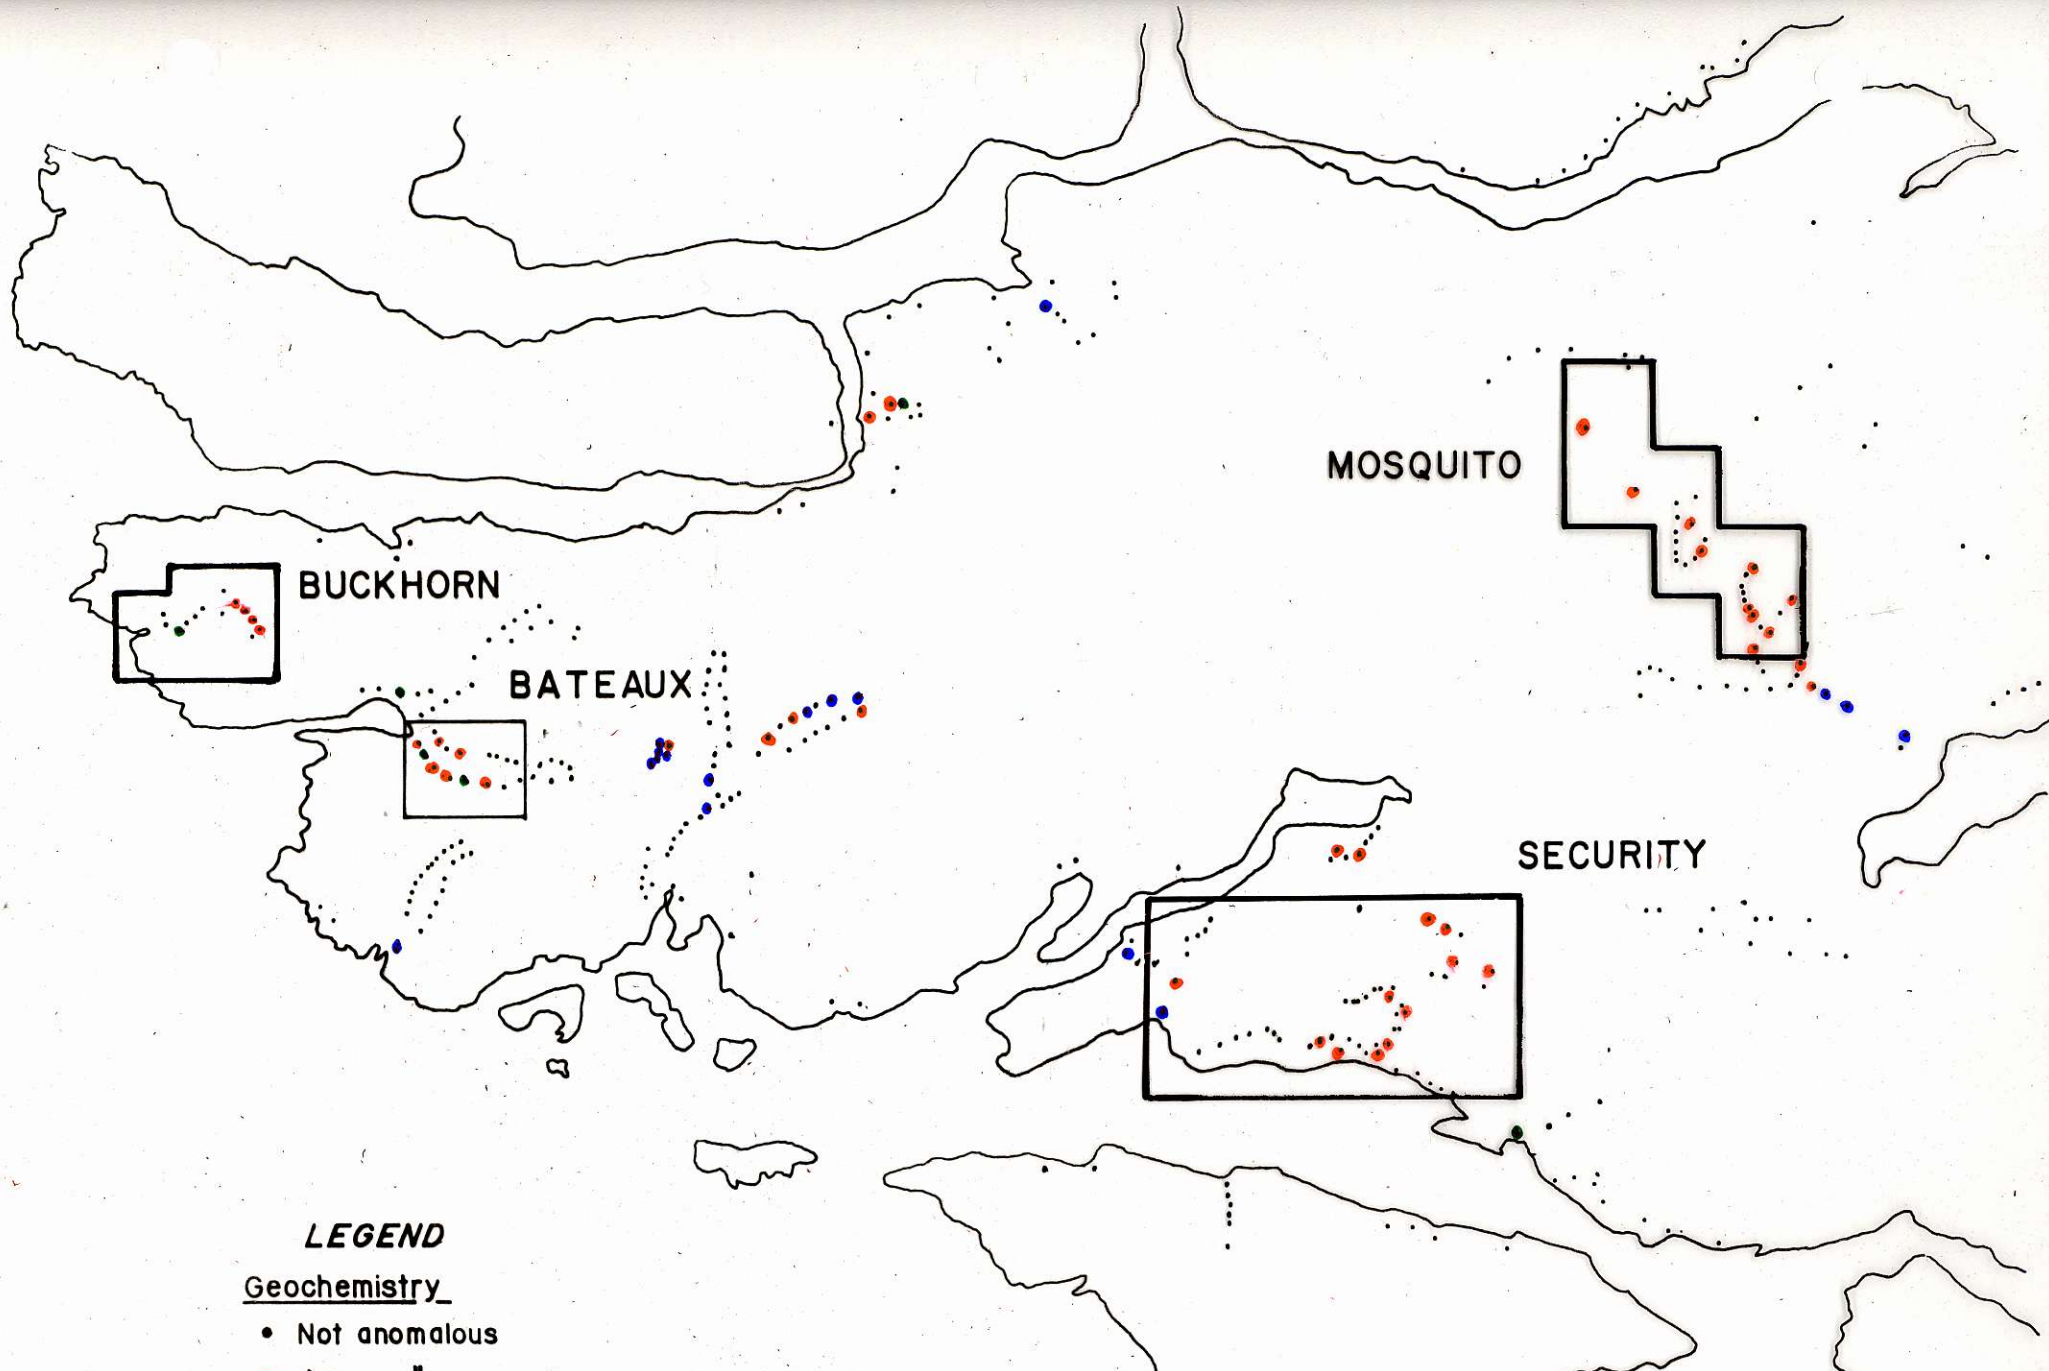 MOSQUITO
BUCKHORN
BATEAUX
SECURITY
LEGEND
Geochemistry
• Not anomalous